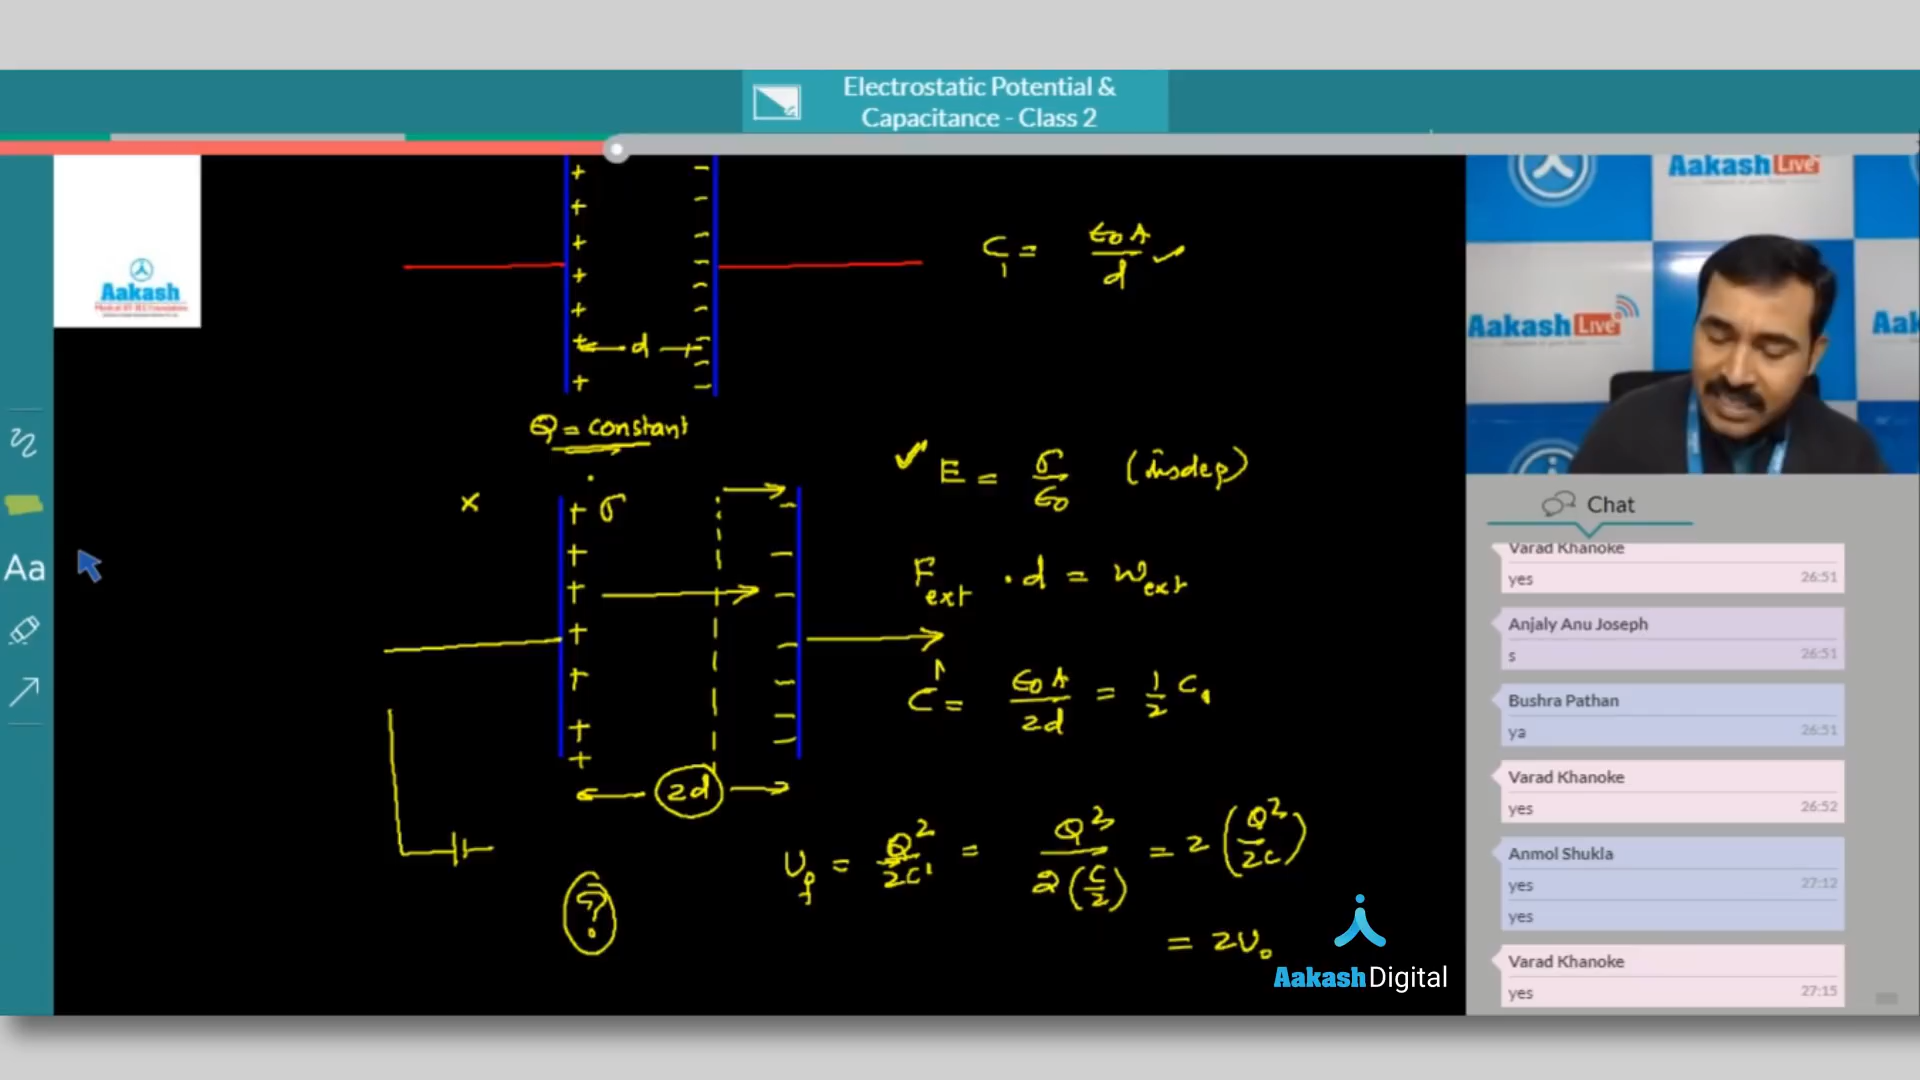 Electrostatic Potential &
Capacitance - Class 2
Aakash
Aakash Live
Aakash Live
Aak
C₁ = ε₀A / d ✓
d
Q = constant
✓ E = σ / ε₀ (indep)
x
+ σ
F ext . d = W ext
C' = ε₀A / 2d = 1/2 C₁
2d
U f = Q² / 2C' = Q² / 2(C/2) = 2 (Q² / 2C)
= 2U₀
?
Aa
Aakash Digital
Chat
Varad Khanoke
yes 26:51
Anjaly Anu Joseph
s 26:51
Bushra Pathan
ya 26:51
Varad Khanoke
yes 26:52
Anmol Shukla
yes 27:12
yes
Varad Khanoke
yes 27:15